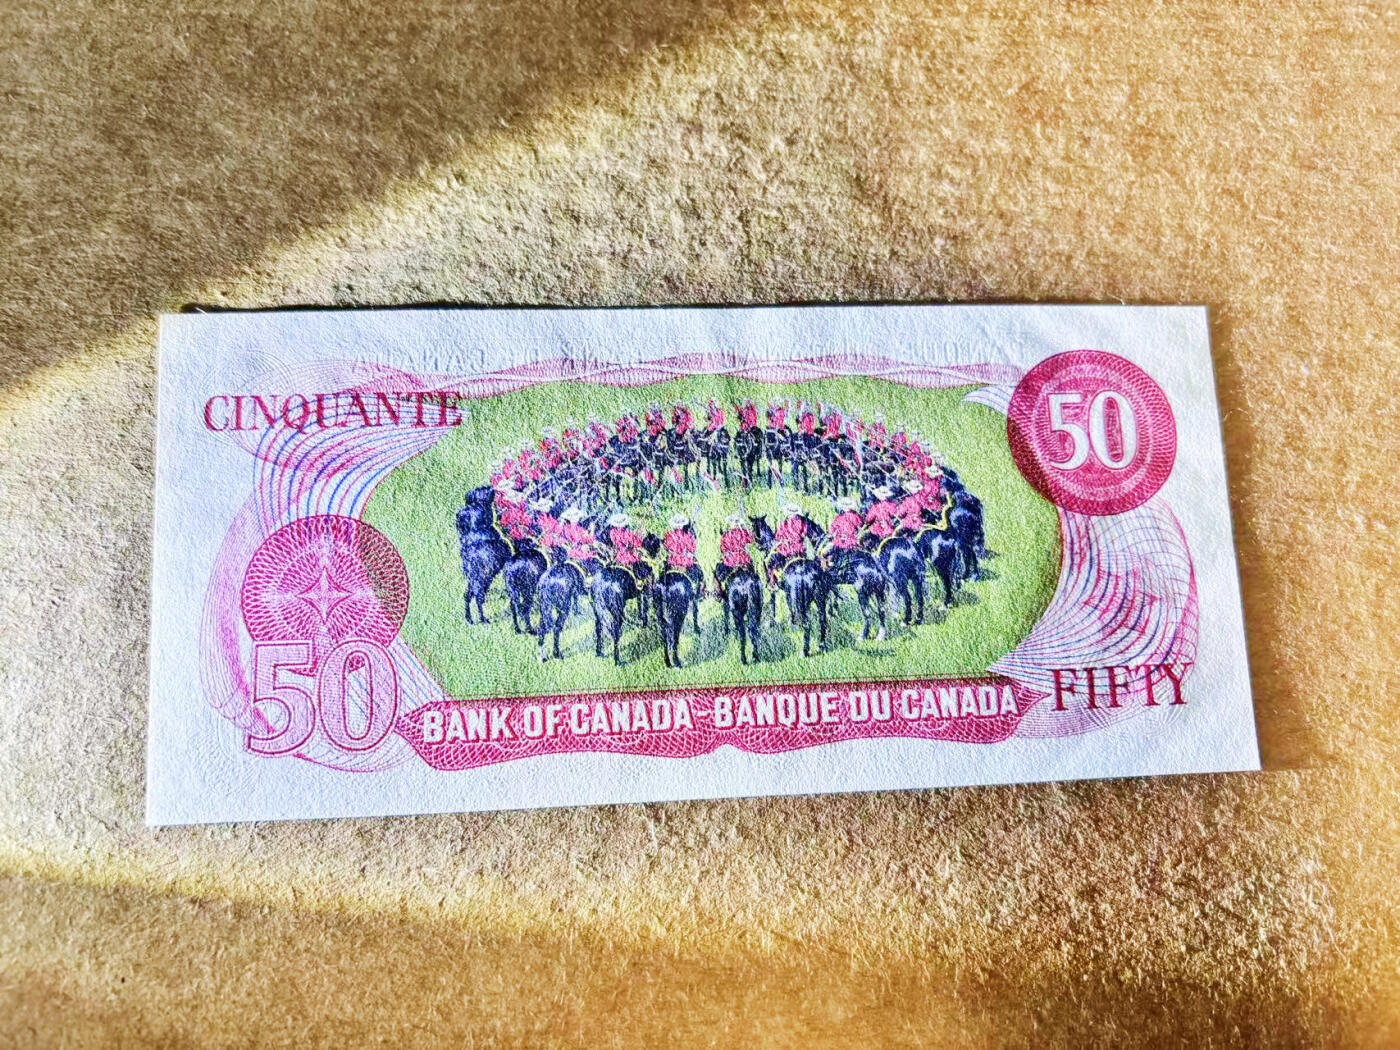 CINQUANTE
50
50
FIFTY
BANK OF CANADA-BANQUE DU CANADA